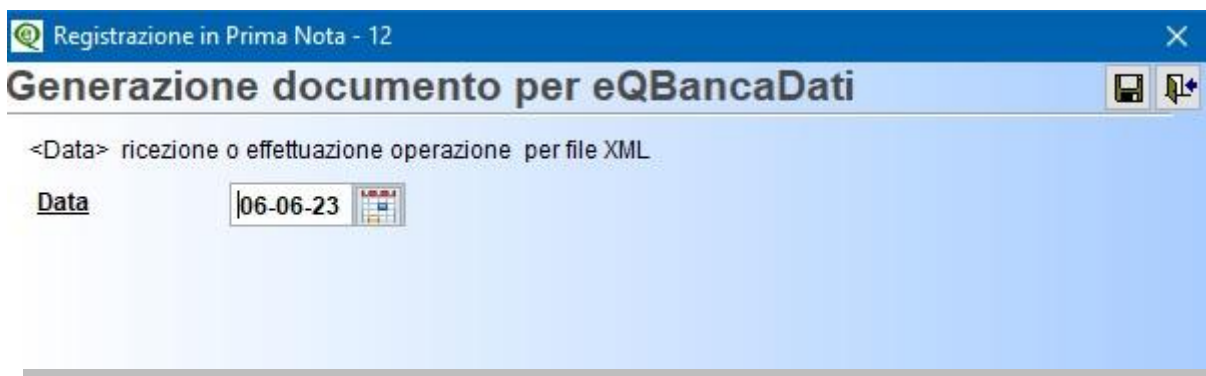 Registrazione in Prima Nota - 12
Generazione documento per eQBancaDati
<Data> ricezione o effettuazione operazione per file XML
Data 06-06-23